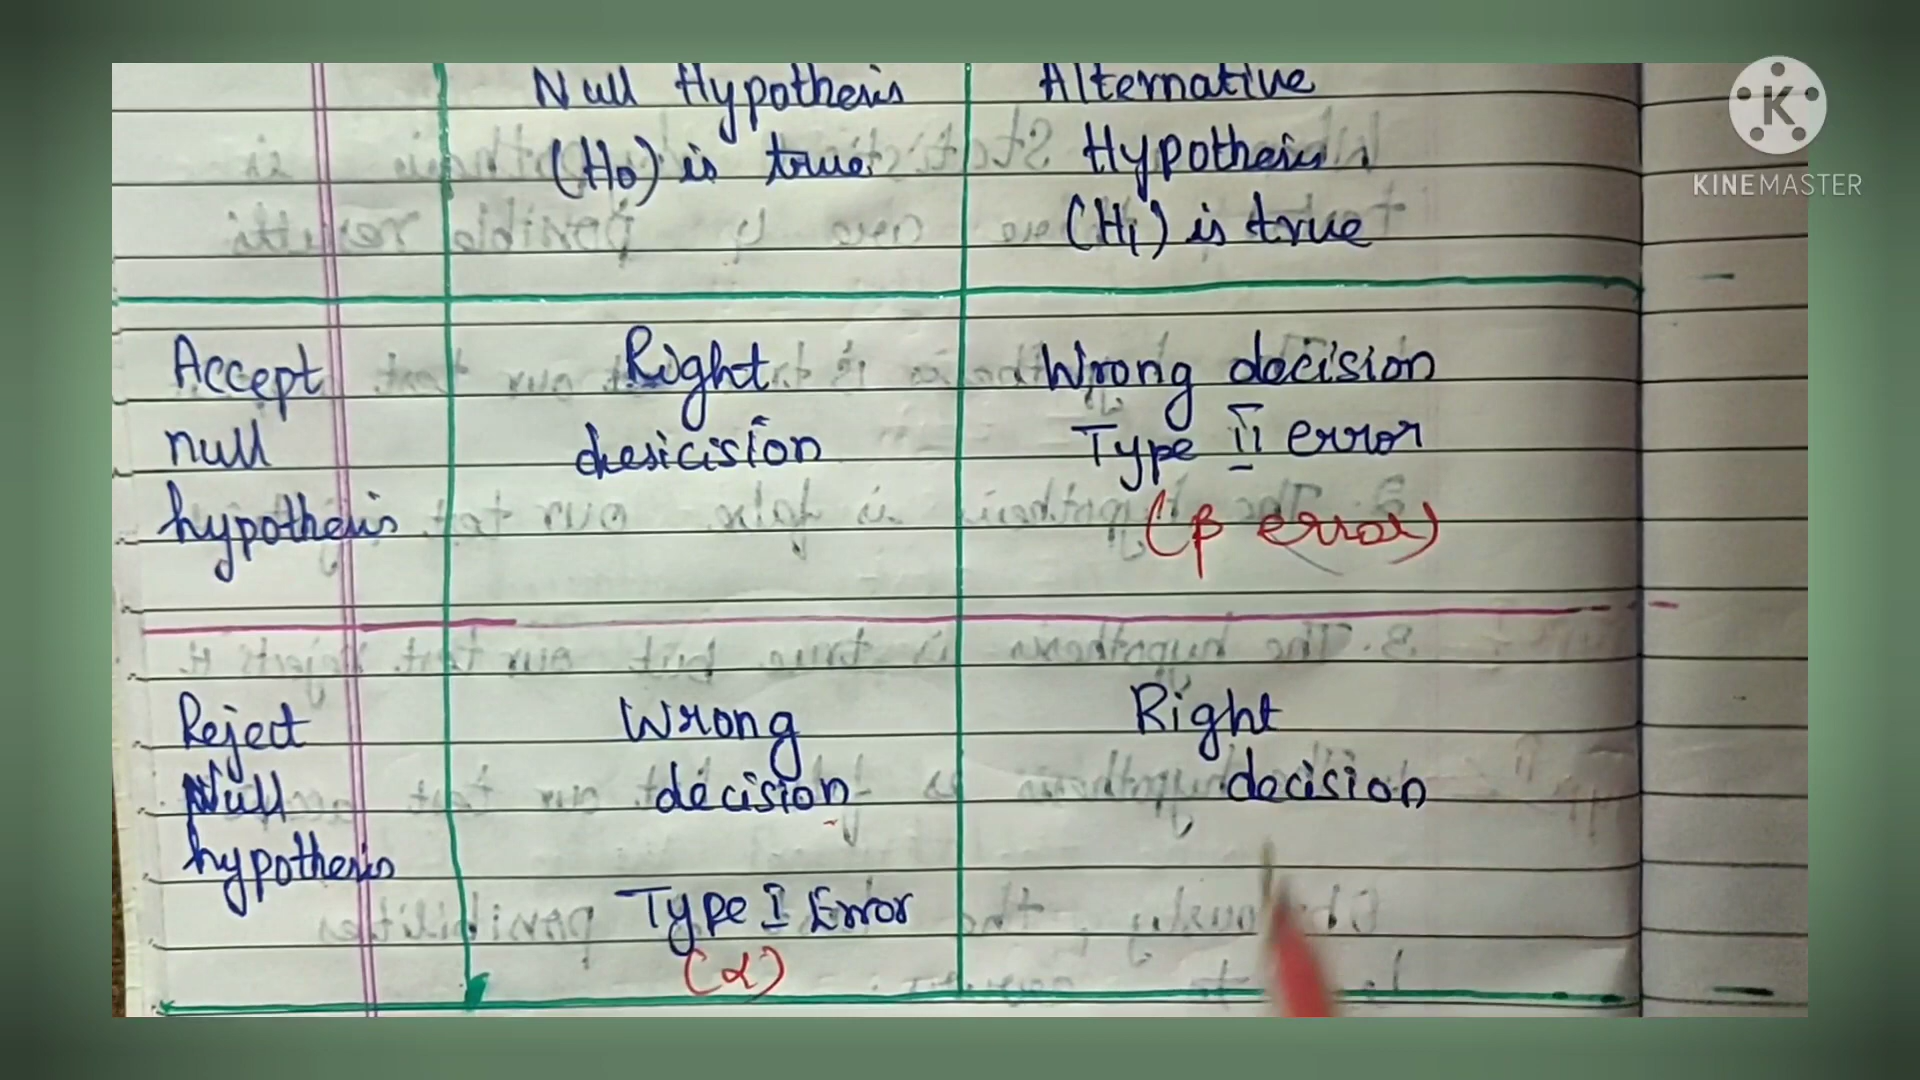 Null Hypothesis
(H0) is true
Alternative
Hypothesis
(H1) is true
Accept
null
hypothesis
Right
desicision
Wrong decision
Type II error
(β error)
Reject
Null
hypothesis
Wrong
decision
Type I Error
(α)
Right
decision
K
KINEMASTER